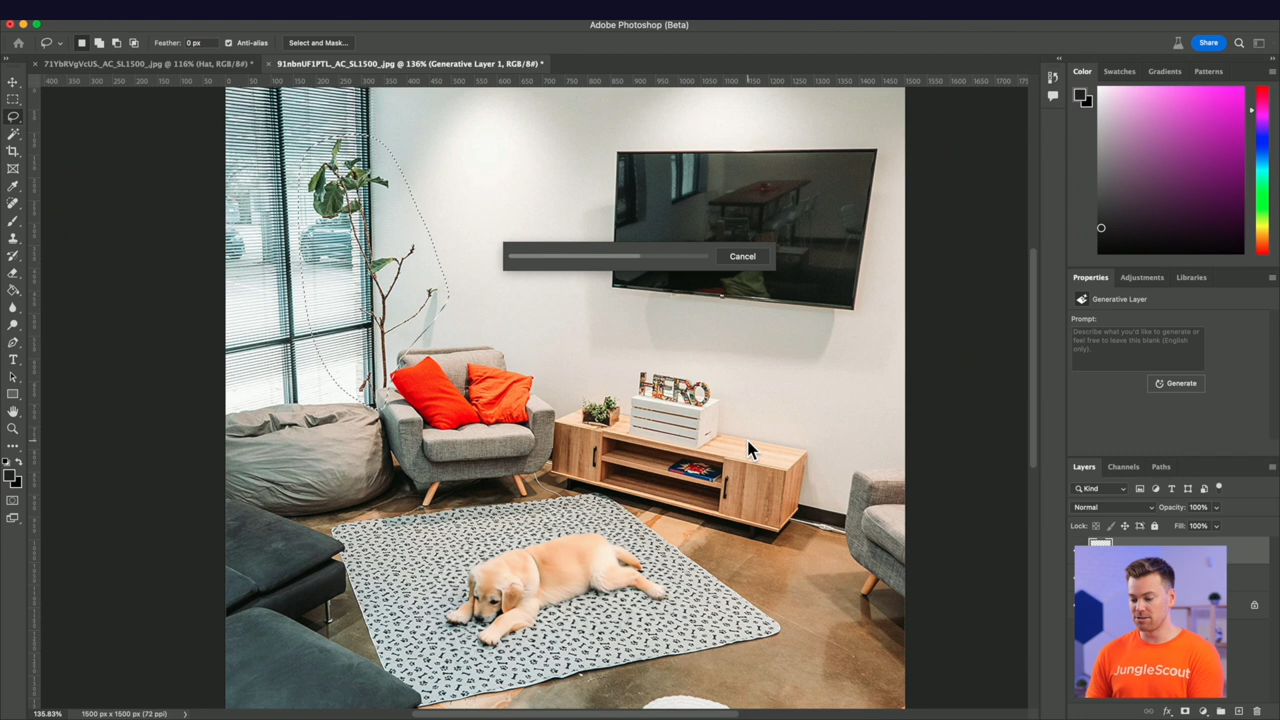 Adobe Photoshop (Beta)
Feather: 0 px
Anti-alias
Select and Mask...
Share
71YbRVgVcUS._AC_SL1500_.jpg @ 116% (Hat, RGB/8#) *
91nbnUF1PTL._AC_SL1500_.jpg @ 136% (Generative Layer 1, RGB/8#) *
Color
Swatches
Gradients
Patterns
Cancel
Properties
Adjustments
Libraries
Generative Layer
Prompt:
Describe what you'd like to generate or
feel free to leave this blank (English
only).
Generate
HERO
Layers
Channels
Paths
Kind
Normal
Opacity: 100%
Lock:
Fill: 100%
JungleScout
135.83%
1500 px x 1500 px (72 ppi)